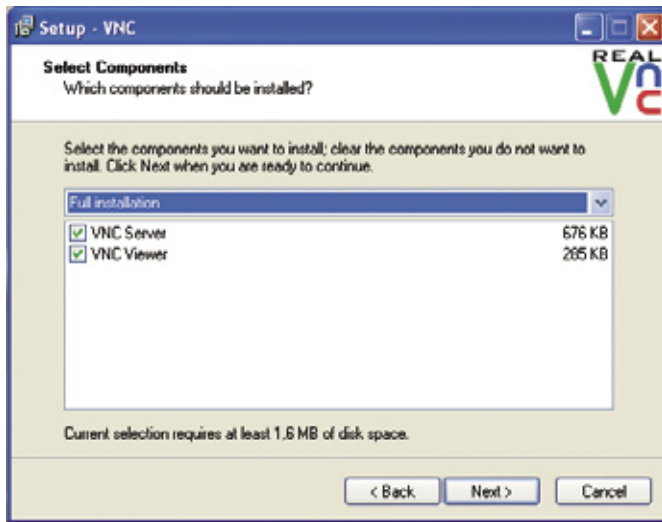 Setup - VNC
Select Components
Which components should be installed?
REAL
Vnc
Select the components you want to install; clear the components you do not want to
install. Click Next when you are ready to continue.
Full installation
VNC Server 676 KB
VNC Viewer 285 KB
Current selection requires at least 1,6 MB of disk space.
< Back Next > Cancel